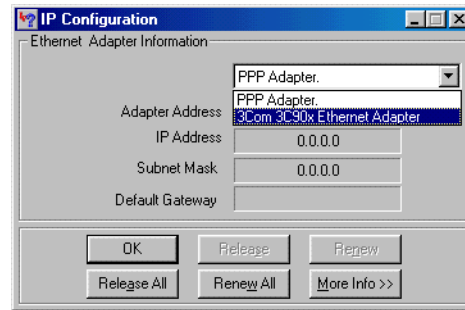 IP Configuration
Ethernet Adapter Information
PPP Adapter.
PPP Adapter.
3Com 3C90x Ethernet Adapter
Adapter Address
IP Address 0.0.0.0
Subnet Mask 0.0.0.0
Default Gateway
OK Release Renew
Release All Renew All More Info >>